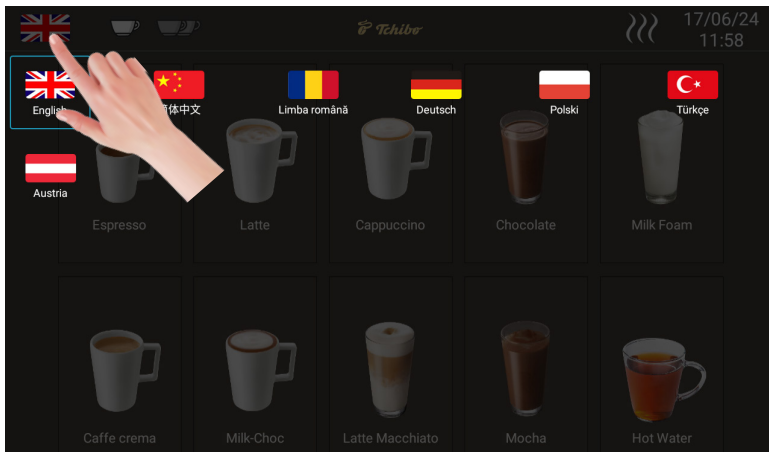 Tchibo
17/06/24
11:58
English
体中文
Limba română
Deutsch
Polski
Türkçe
Austria
Espresso
Latte
Cappuccino
Chocolate
Milk Foam
Caffe crema
Milk-Choc
Latte Macchiato
Mocha
Hot Water